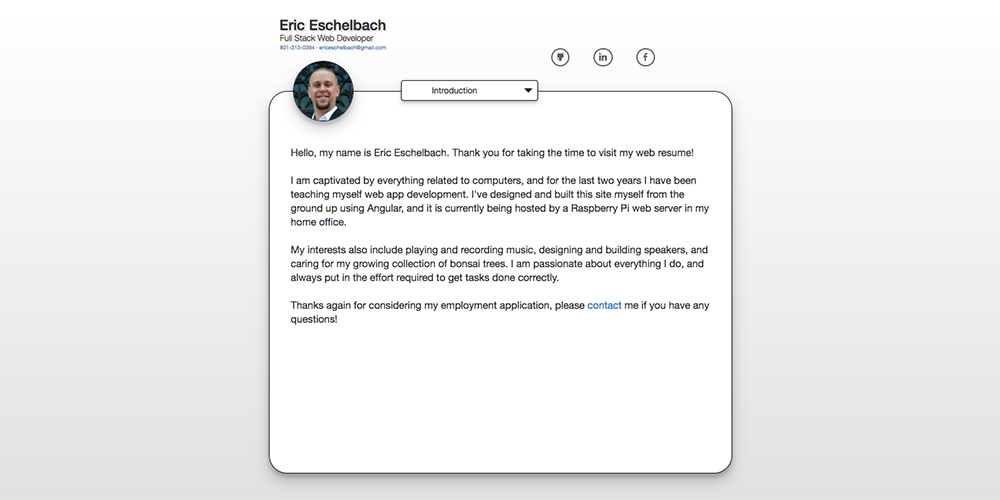 Eric Eschelbach
Full Stack Web Developer
801-313-0394 - ericeschelbach@gmail.com
in
f
Introduction
Hello, my name is Eric Eschelbach. Thank you for taking the time to visit my web resume!
I am captivated by everything related to computers, and for the last two years I have been
teaching myself web app development. I've designed and built this site myself from the
ground up using Angular, and it is currently being hosted by a Raspberry Pi web server in my
home office.
My interests also include playing and recording music, designing and building speakers, and
caring for my growing collection of bonsai trees. I am passionate about everything I do, and
always put in the effort required to get tasks done correctly.
Thanks again for considering my employment application, please contact me if you have any
questions!